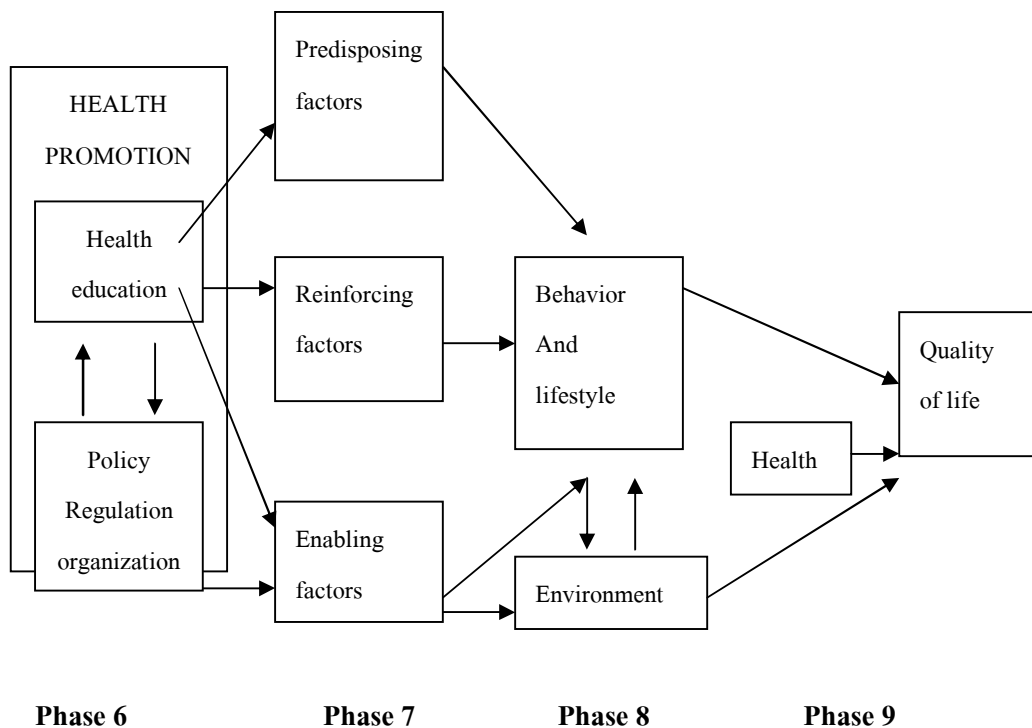 HEALTH
PROMOTION
Health
education
Policy
Regulation
organization
Predisposing
factors
Reinforcing
factors
Enabling
factors
Behavior
And
lifestyle
Environment
Health
Quality
of life
Phase 6
Phase 7
Phase 8
Phase 9